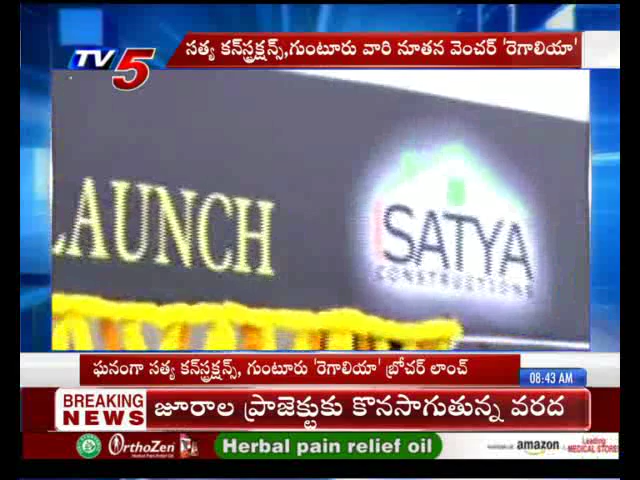 TV5
సత్య కన్‌స్ట్రక్షన్స్,గుంటూరు వారి నూతన వెంచర్ 'రెగాలియా'
LAUNCH
SATYA
CONSTRUCTIONS
ఘనంగా సత్య కన్‌స్ట్రక్షన్స్, గుంటూరు 'రెగాలియా' బ్రోచర్ లాంచ్
08:43 AM
BREAKING
NEWS
జూరాల ప్రాజెక్టుకు కొనసాగుతున్న వరద
OrthoZen
Herbal pain relief oil
amazon
Leading
MEDICAL STORES